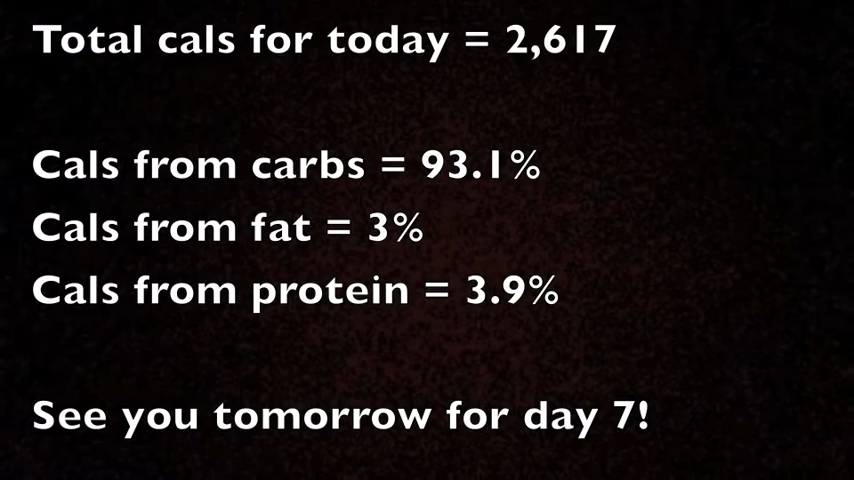 Total cals for today = 2,617
Cals from carbs = 93.1%
Cals from fat = 3%
Cals from protein = 3.9%
See you tomorrow for day 7!